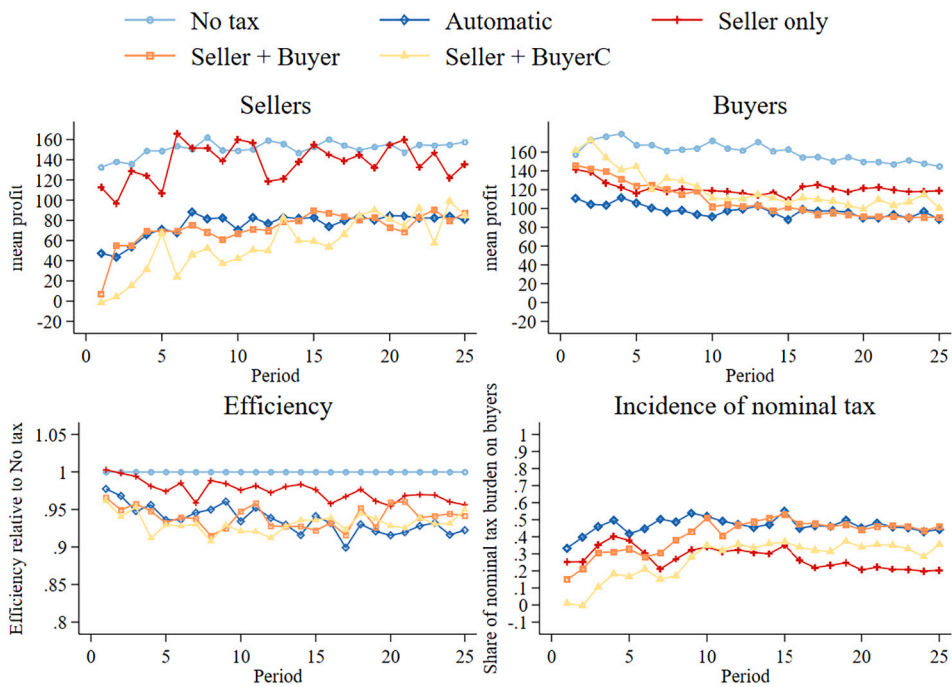 No tax Automatic Seller only
Seller + Buyer Seller + BuyerC
Sellers
mean profit
160
140
120
100
80
60
40
20
0
-20
0 5 10 15 20 25
Period
Buyers
mean profit
160
140
120
100
80
60
40
20
0
-20
0 5 10 15 20 25
Period
Efficiency
Efficiency relative to No tax
1.05
1
.95
.9
.85
.8
0 5 10 15 20 25
Period
Incidence of nominal tax
Share of nominal tax burden on buyers
1
.9
.8
.7
.6
.5
.4
.3
.2
.1
0
-.1
0 5 10 15 20 25
Period